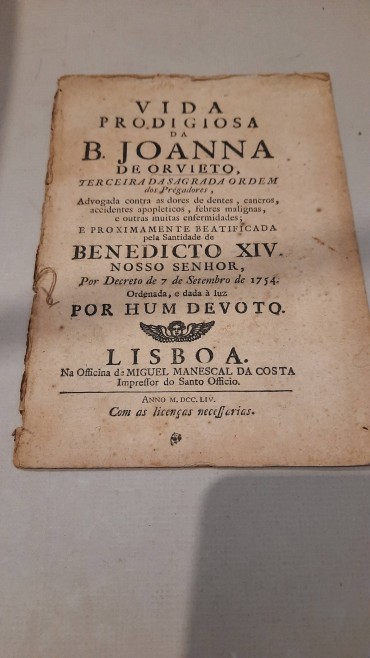 VIDA
PRODIGIOSA
DA
B. JOANNA
DE ORVIETO,
TERCEIRA DA SAGRADA ORDEM
dos Prégadores,
Advogada contra as dores de dentes, cancros,
accidentes apopleticos, febres malignas,
e outras muitas enfermidades;
E PROXIMAMENTE BEATIFICADA
pela Santidade de
BENEDICTO XIV.
NOSSO SENHOR,
Por Decreto de 7 de Setembro de 1754.
Ordenada, e dada à luz
POR HUM DEVOTO.
LISBOA.
Na Officina de MIGUEL MANESCAL DA COSTA
Impressor do Santo Officio.
ANNO M. DCC. LIV.
Com as licenças necessarias.